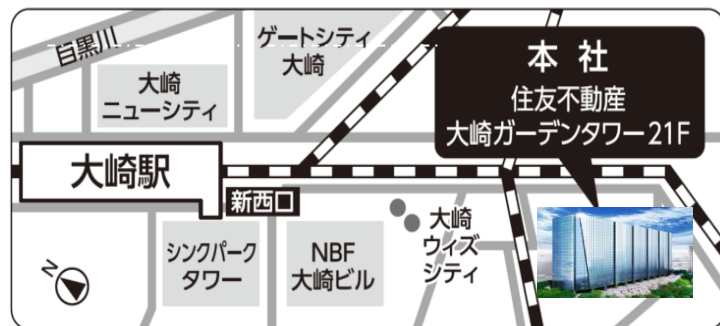 目黒川
ゲートシティ
大崎
大崎
ニューシティ
本社
住友不動産
大崎ガーデンタワー21F
大崎駅
新西口
シンクパーク
タワー
NBF
大崎ビル
大崎
ウィズ
シティ
N